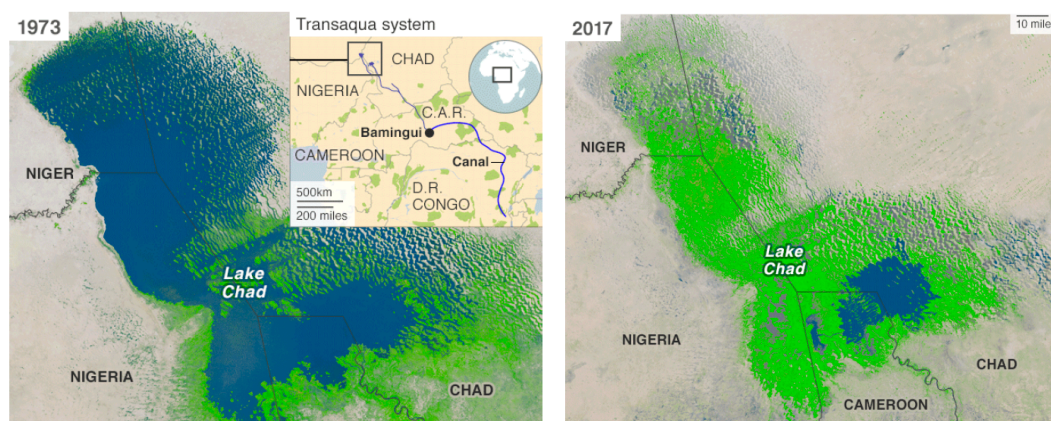 1973
Transaqua system
CHAD
NIGERIA
C.A.R.
Bamingui
CAMEROON
Canal
D.R.
CONGO
500km
200 miles
NIGER
Lake
Chad
NIGERIA
CHAD
2017
10 mile
NIGER
Lake
Chad
NIGERIA
CHAD
CAMEROON